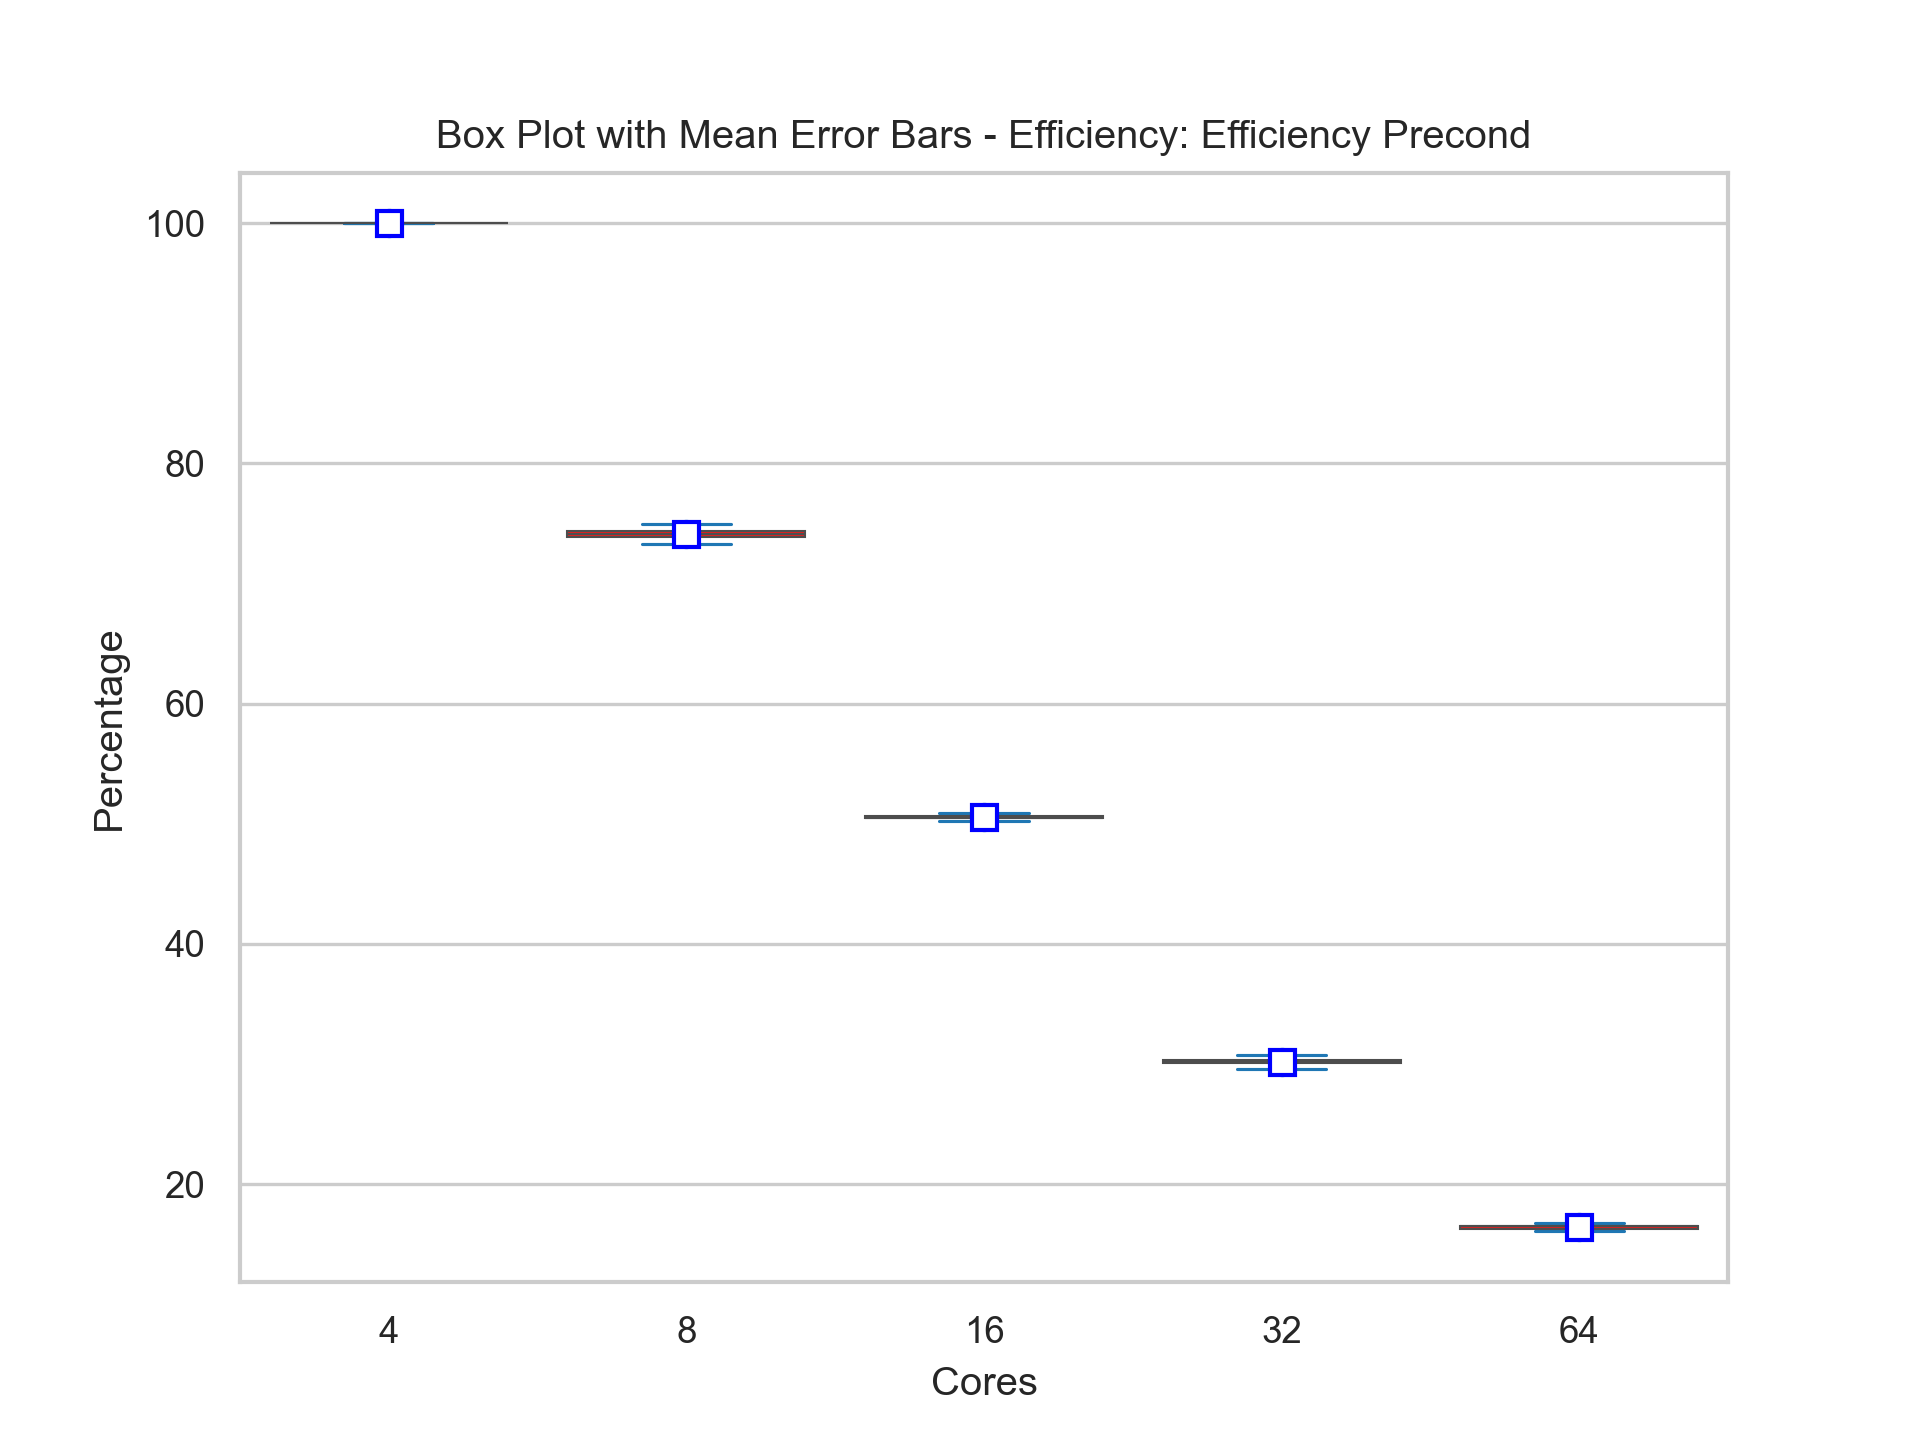 Box Plot with Mean Error Bars - Efficiency: Efficiency Precond
100
80
60
40
20
Percentage
4 8 16 32 64
Cores